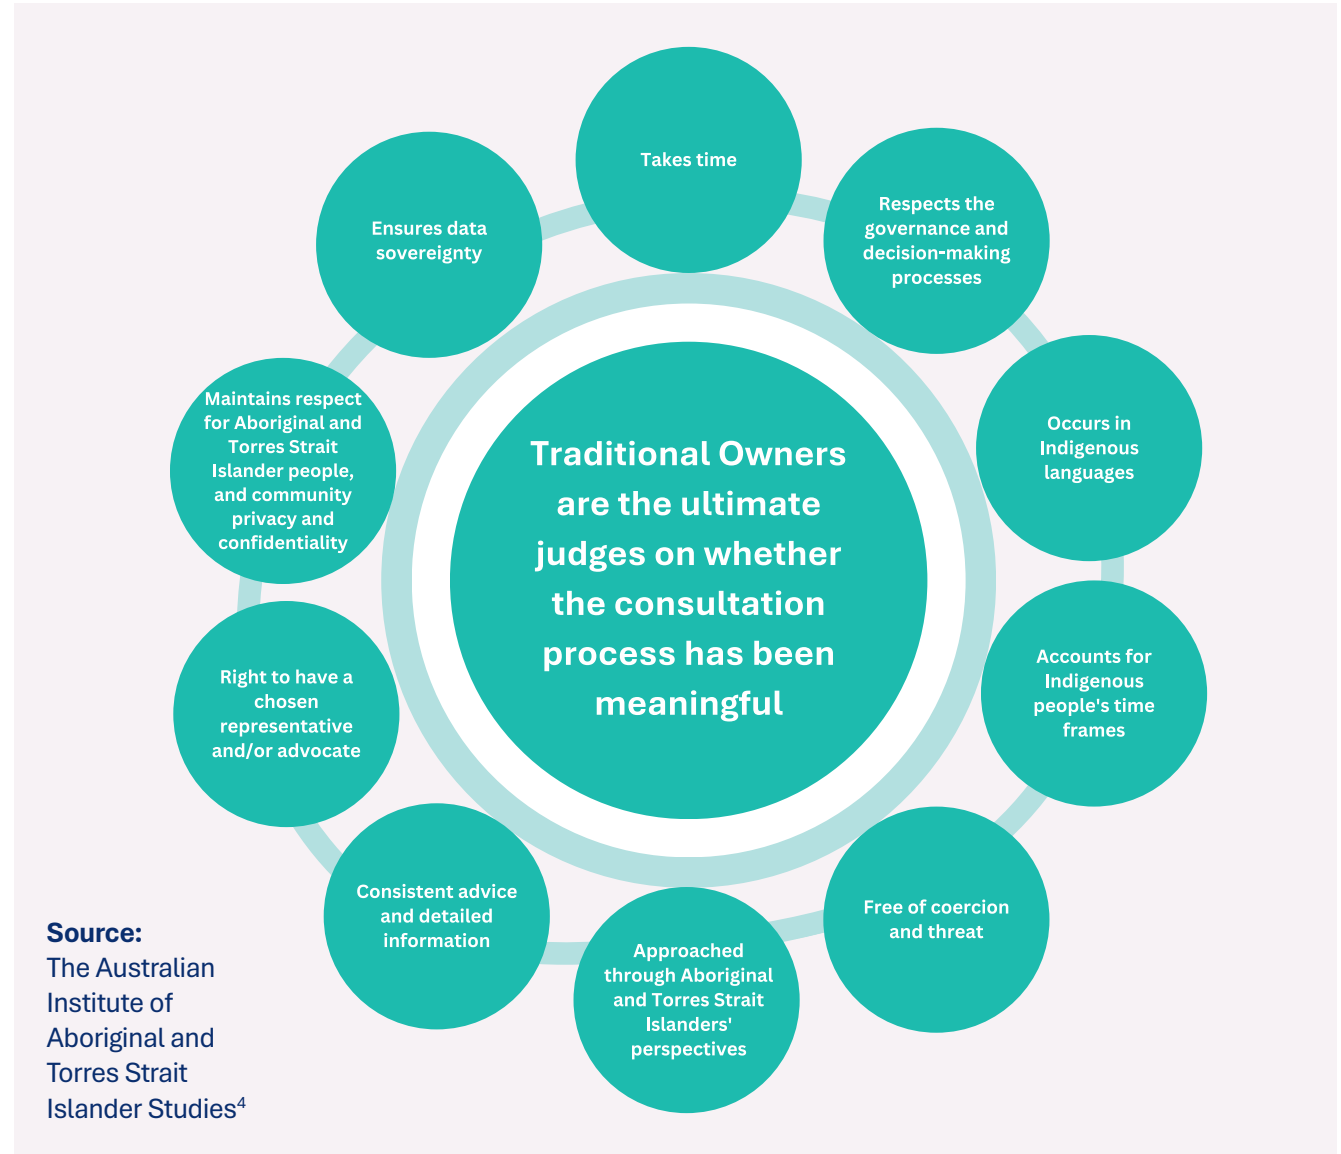 Takes time
Respects the
governance and
decision-making
processes
Occurs in
Indigenous
languages
Accounts for
Indigenous
people's time
frames
Free of coercion
and threat
Approached
through Aboriginal
and Torres Strait
Islanders'
perspectives
Consistent advice
and detailed
information
Right to have a
chosen
representative
and/or advocate
Maintains respect
for Aboriginal and
Torres Strait
Islander people,
and community
privacy and
confidentiality
Ensures data
sovereignty
Traditional Owners
are the ultimate
judges on whether
the consultation
process has been
meaningful
Source:
The Australian
Institute of
Aboriginal and
Torres Strait
Islander Studies⁴